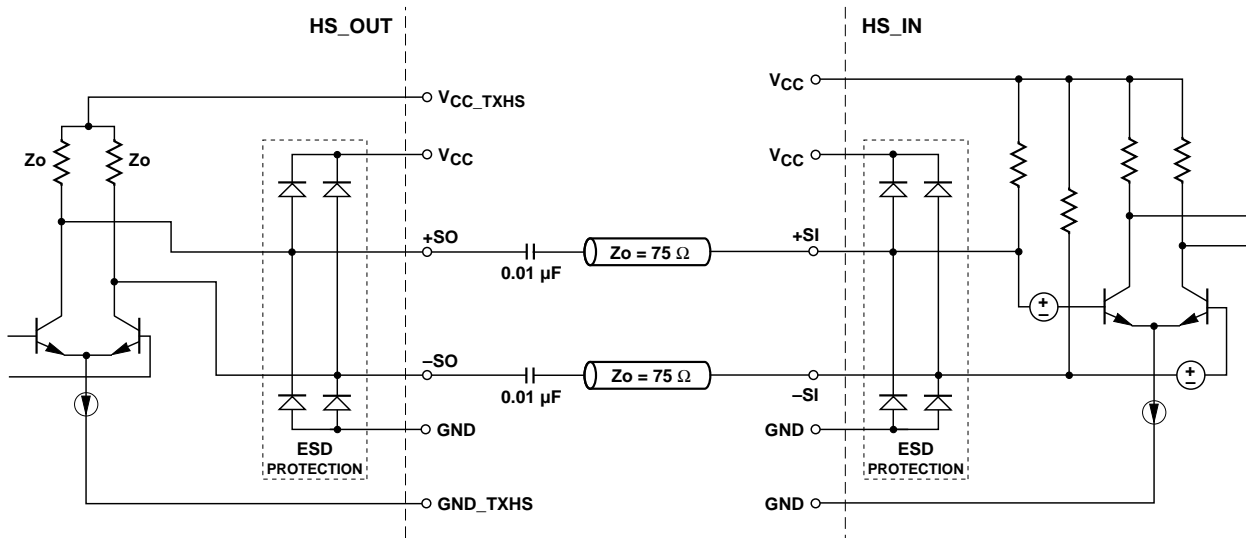 HS_OUT
HS_IN
VCC_TXHS
VCC
Zo
Zo
VCC
VCC
+SO
0.01 µF
Zo = 75 Ω
+SI
–SO
0.01 µF
Zo = 75 Ω
–SI
GND
GND
ESD
PROTECTION
ESD
PROTECTION
GND_TXHS
GND